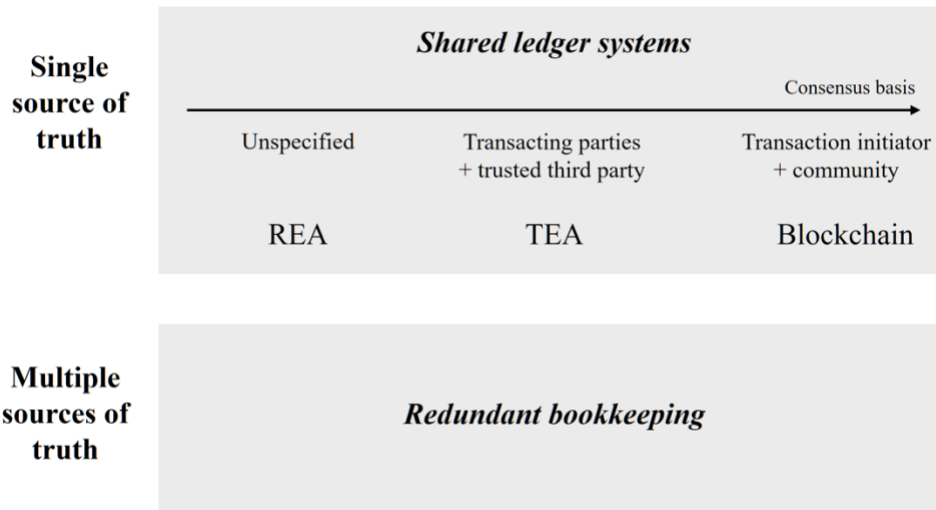 Single
source of
truth
Shared ledger systems
Consensus basis
Unspecified
Transacting parties
+ trusted third party
Transaction initiator
+ community
REA
TEA
Blockchain
Multiple
sources of
truth
Redundant bookkeeping